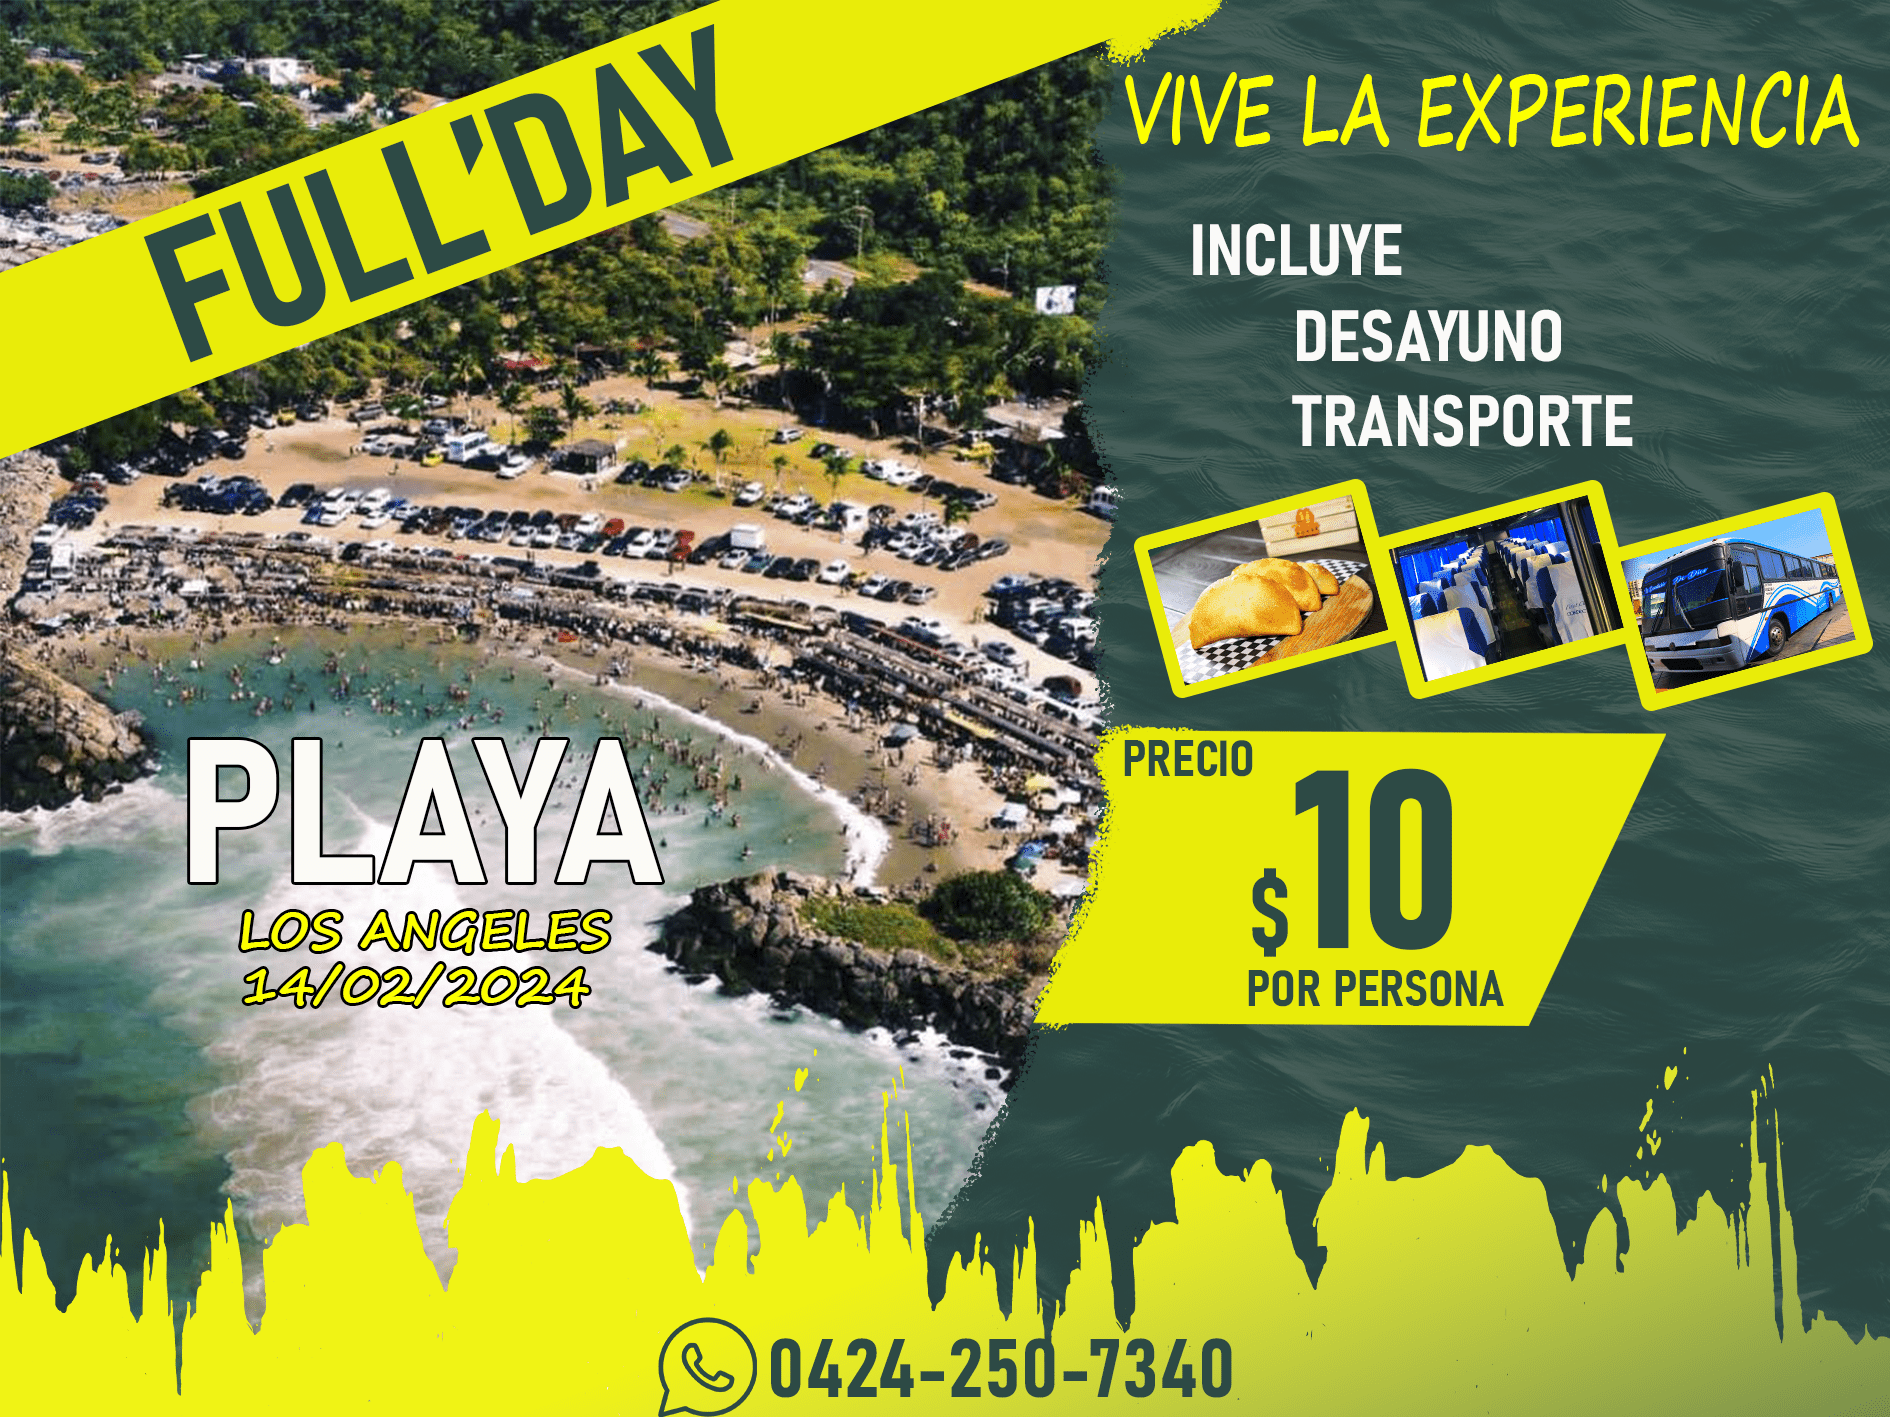 FULL'DAY
VIVE LA EXPERIENCIA
INCLUYE
DESAYUNO
TRANSPORTE
PLAYA
LOS ANGELES
14/02/2024
PRECIO
$10
POR PERSONA
0424-250-7340